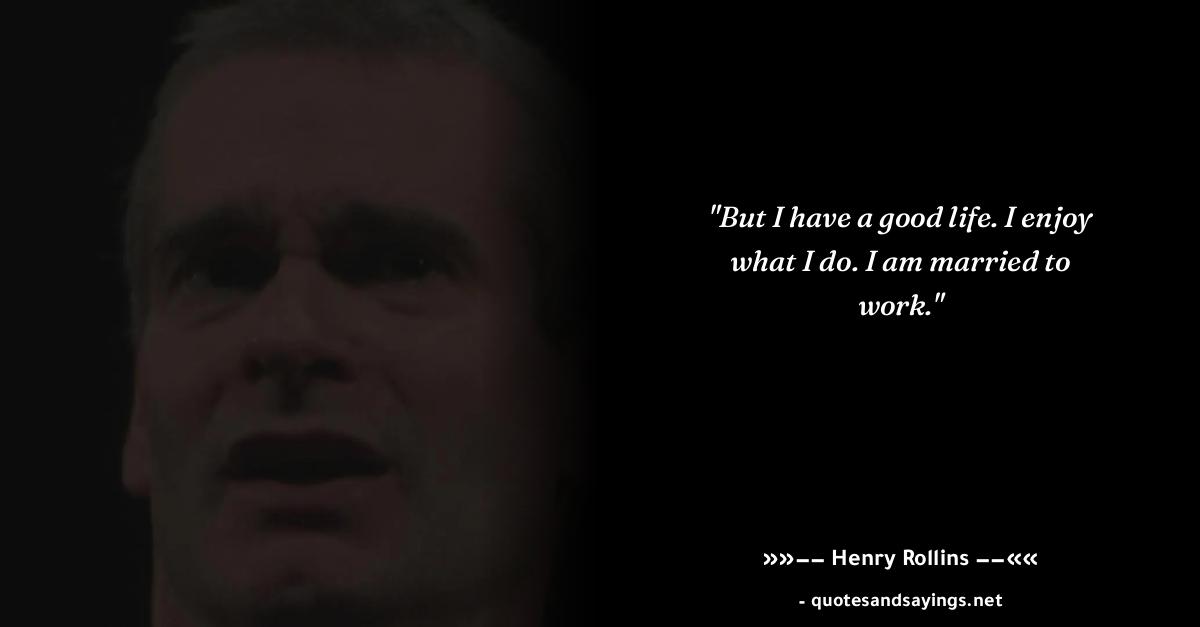 "But I have a good life. I enjoy
what I do. I am married to
work."
»»-- Henry Rollins --««
- quotesandsayings.net